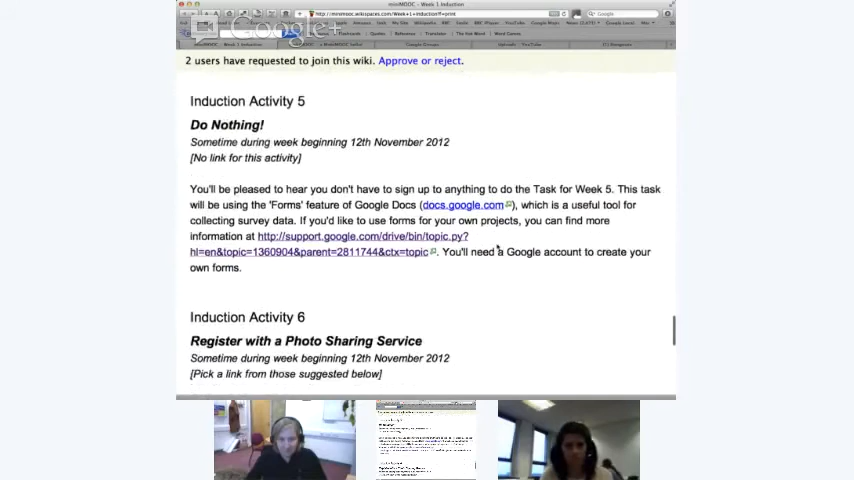 miniMOOC - Week 1 Induction
Google+
2 users have requested to join this wiki. Approve or reject.
Induction Activity 5
Do Nothing!
Sometime during week beginning 12th November 2012
[No link for this activity]
You'll be pleased to hear you don't have to sign up to anything to do the Task for Week 5. This task
will be using the 'Forms' feature of Google Docs (docs.google.com), which is a useful tool for
collecting survey data. If you'd like to use forms for your own projects, you can find more
information at http://support.google.com/drive/bin/topic.py?
hl=en&topic=1360904&parent=2811744&ctx=topic. You'll need a Google account to create your
own forms.
Induction Activity 6
Register with a Photo Sharing Service
Sometime during week beginning 12th November 2012
[Pick a link from those suggested below]